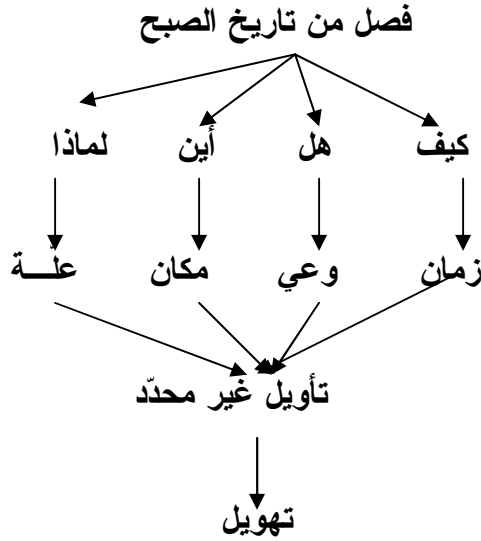 فصل من تاريخ الصبح
كيف هل أين لماذا
زمان وعي مكان علـــة
تأويل غير محدّد
تهويل